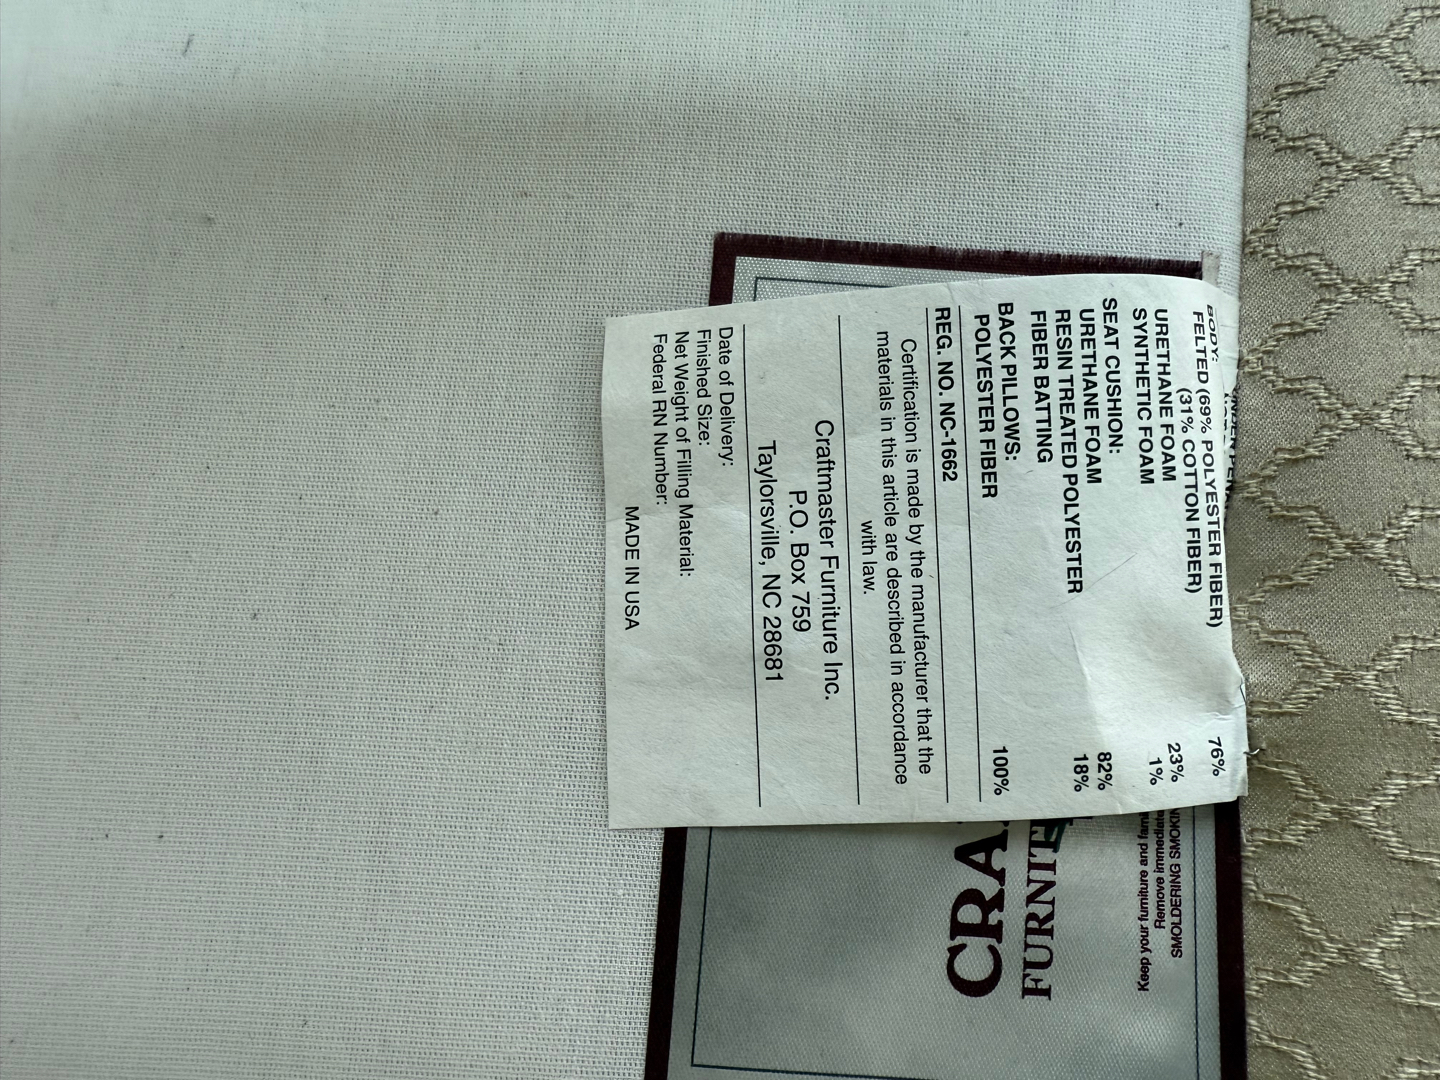 BODY:
FELTED (69% POLYESTER FIBER) 76%
(31% COTTON FIBER)
URETHANE FOAM 23%
SYNTHETIC FOAM 1%
SEAT CUSHION:
URETHANE FOAM 82%
RESIN TREATED POLYESTER 18%
FIBER BATTING
BACK PILLOWS:
POLYESTER FIBER 100%
REG. NO. NC-1662
Certification is made by the manufacturer that the
materials in this article are described in accordance
with law.
Craftmaster Furniture Inc.
P.O. Box 759
Taylorsville, NC 28681
Date of Delivery:
Finished Size:
Net Weight of Filling Material:
Federal RN Number:
MADE IN USA
CRA
FURNIT
Keep your furniture and
Remove immediate
SMOLDERING SMOKIN